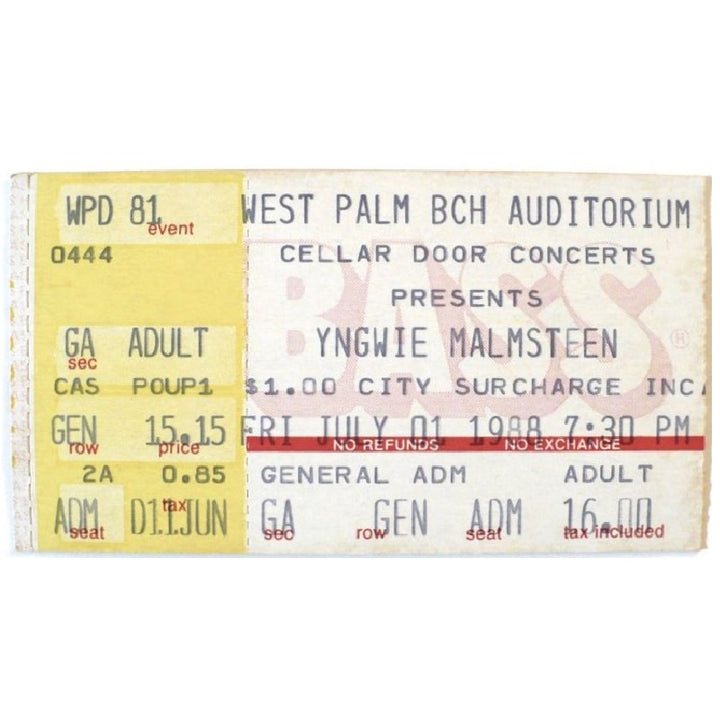 WPD 81
event
0444
GA ADULT
sec
CAS POUP1
GEN 15.15
row price
2A 0.85
tax
ADM D11JUN
seat
BASS®
WEST PALM BCH AUDITORIUM
CELLAR DOOR CONCERTS
PRESENTS
YNGWIE MALMSTEEN
$1.00 CITY SURCHARGE INC
FRI JULY 01 1988 7:30 PM
NO REFUNDS NO EXCHANGE
GENERAL ADM ADULT
GA GEN ADM 16.00
sec row seat tax included